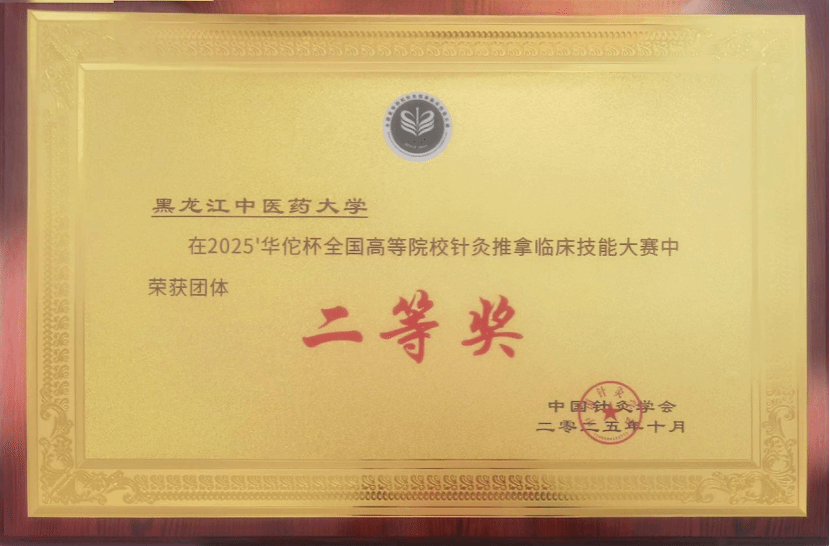 黑龙江中医药大学
在2025'华佗杯全国高等院校针灸推拿临床技能大赛中
荣获团体
二等奖
中国针灸学会
二零二五年十月